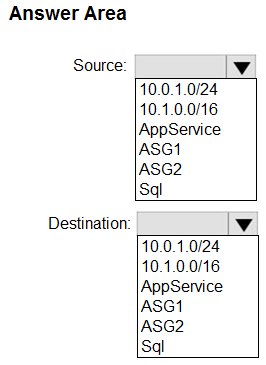 Answer Area
Source:
10.0.1.0/24
10.1.0.0/16
AppService
ASG1
ASG2
Sql
Destination:
10.0.1.0/24
10.1.0.0/16
AppService
ASG1
ASG2
Sql